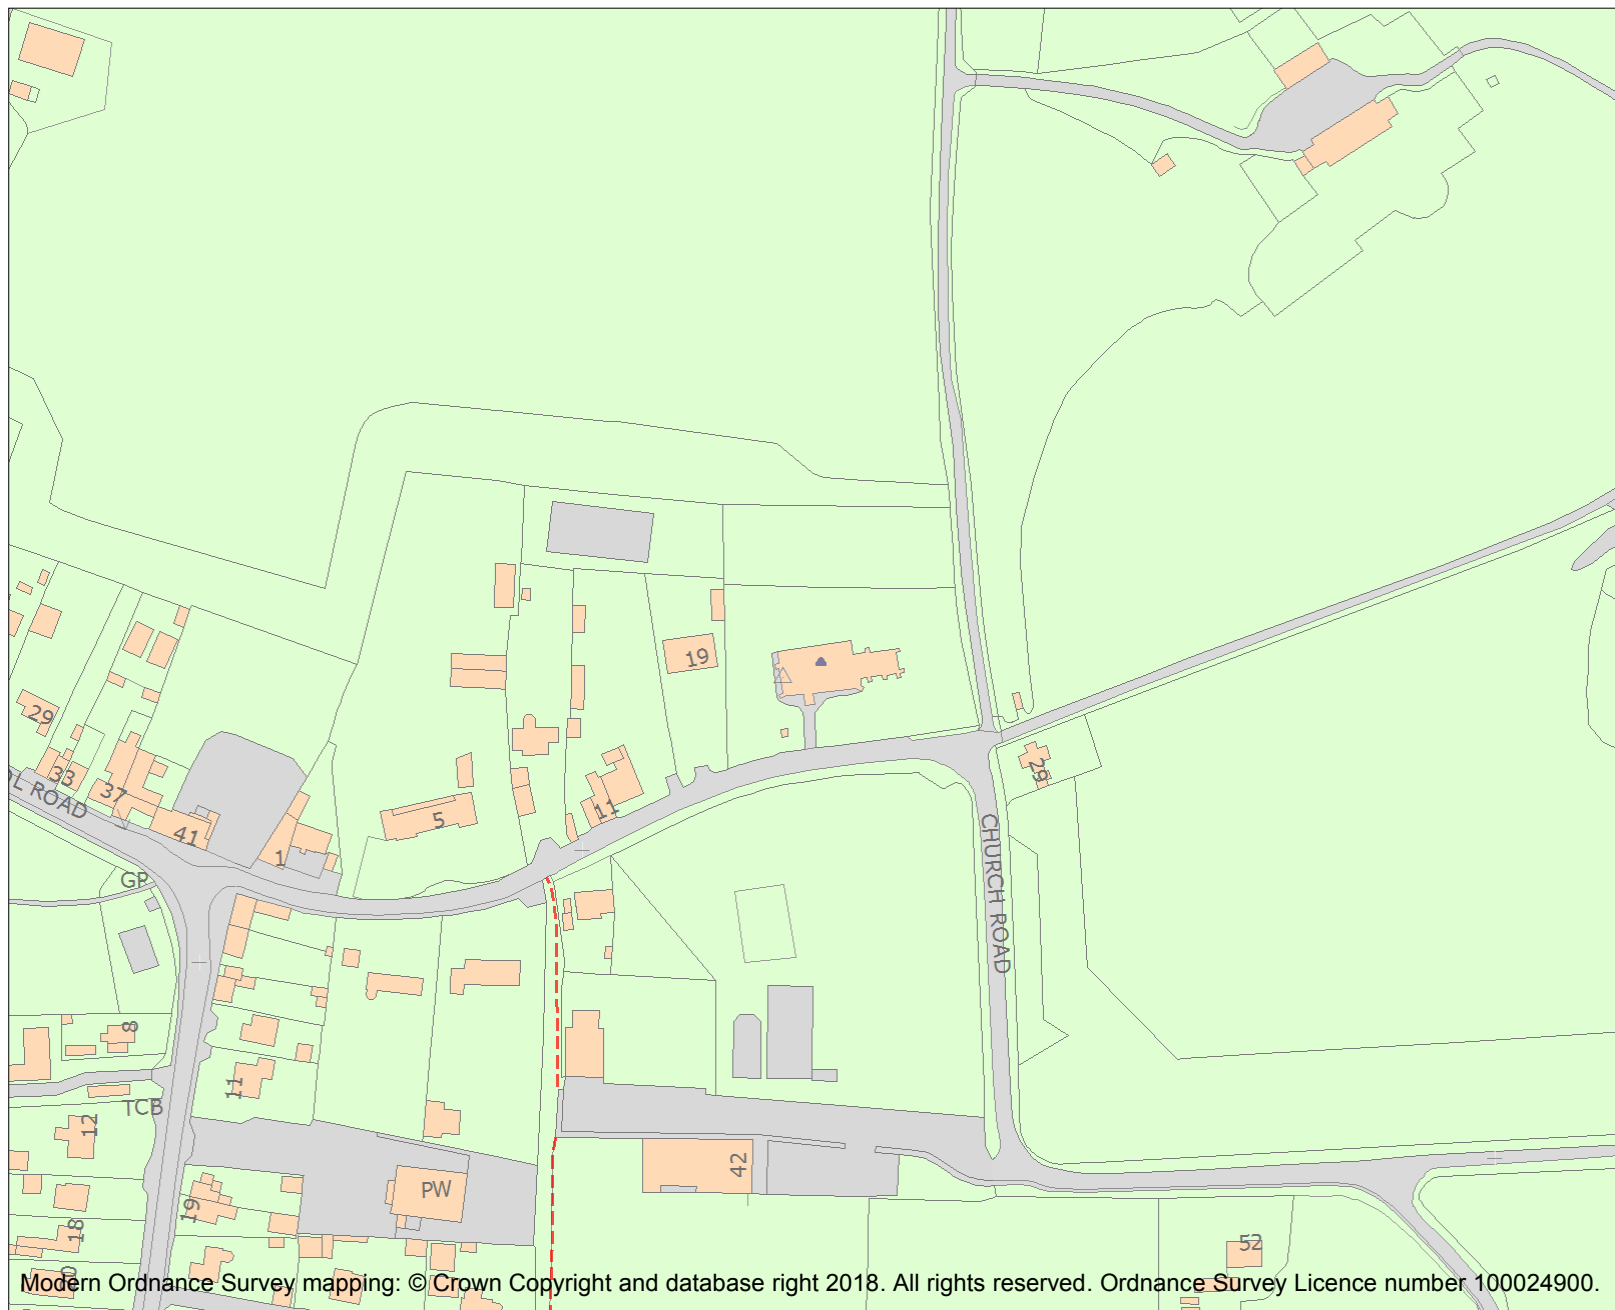 19
29
29
33
37
OL ROAD
41
5
11
1
GP
CHURCH ROAD
8
11
TCB
12
42
PW
19
18
52
Modern Ordnance Survey mapping: © Crown Copyright and database right 2018. All rights reserved. Ordnance Survey Licence number 100024900.